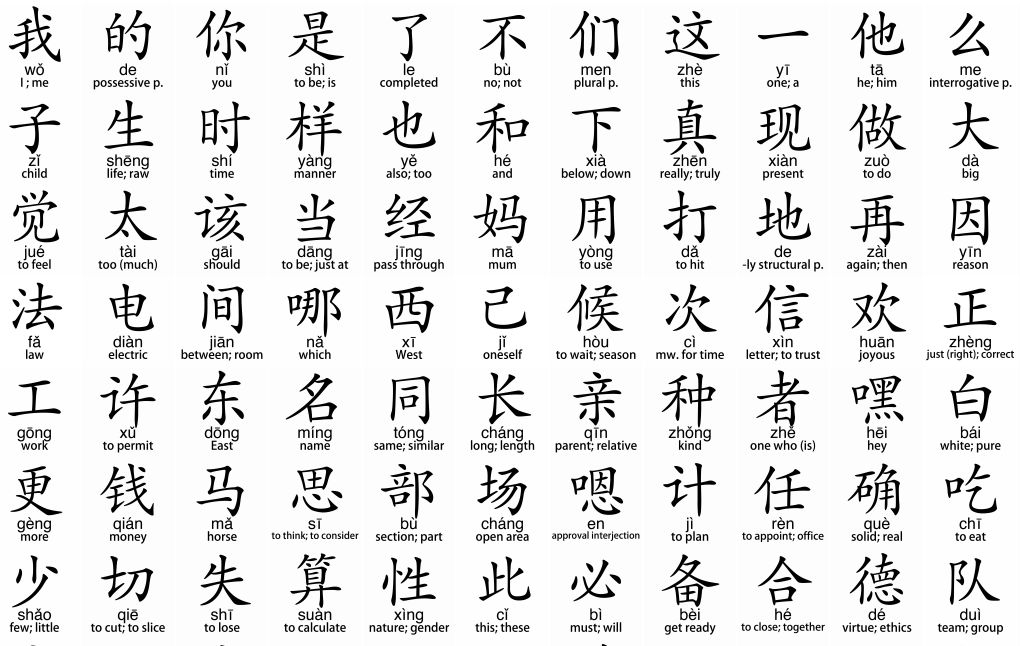 我 的 你 是 了 不 们 这 一 他 么
wǒ de nǐ shì le bù men zhè yī tā me
I ; me possessive p. you to be; is completed no; not plural p. this one; a he; him interrogative p.
子 生 时 样 也 和 下 真 现 做 大
zǐ shēng shí yàng yě hé xià zhēn xiàn zuò dà
child life; raw time manner also; too and below; down really; truly present to do big
觉 太 该 当 经 妈 用 打 地 再 因
jué tài gāi dāng jīng mā yòng dǎ de zài yīn
to feel too (much) should to be; just at pass through mum to use to hit -ly structural p. again; then reason
法 电 间 哪 西 己 候 次 信 欢 正
fǎ diàn jiān nǎ xī jǐ hòu cì xìn huān zhèng
law electric between; room which West oneself to wait; season mw. for time letter; to trust joyous just (right); correct
工 许 东 名 同 长 亲 种 者 嘿 白
gōng xǔ dōng míng tóng cháng qīn zhǒng zhě hēi bái
work to permit East name same; similar long; length parent; relative kind one who (is) hey white; pure
更 钱 马 思 部 场 嗯 计 任 确 吃
gèng qián mǎ sī bù cháng en jì rèn què chī
more money horse to think; to consider section; part open area approval interjection to plan to appoint; office solid; real to eat
少 切 失 算 性 此 必 备 合 德 队
shǎo qiē shī suàn xìng cǐ bì bèi hé dé duì
few; little to cut; to slice to lose to calculate nature; gender this; these must; will get ready to close; together virtue; ethics team; group